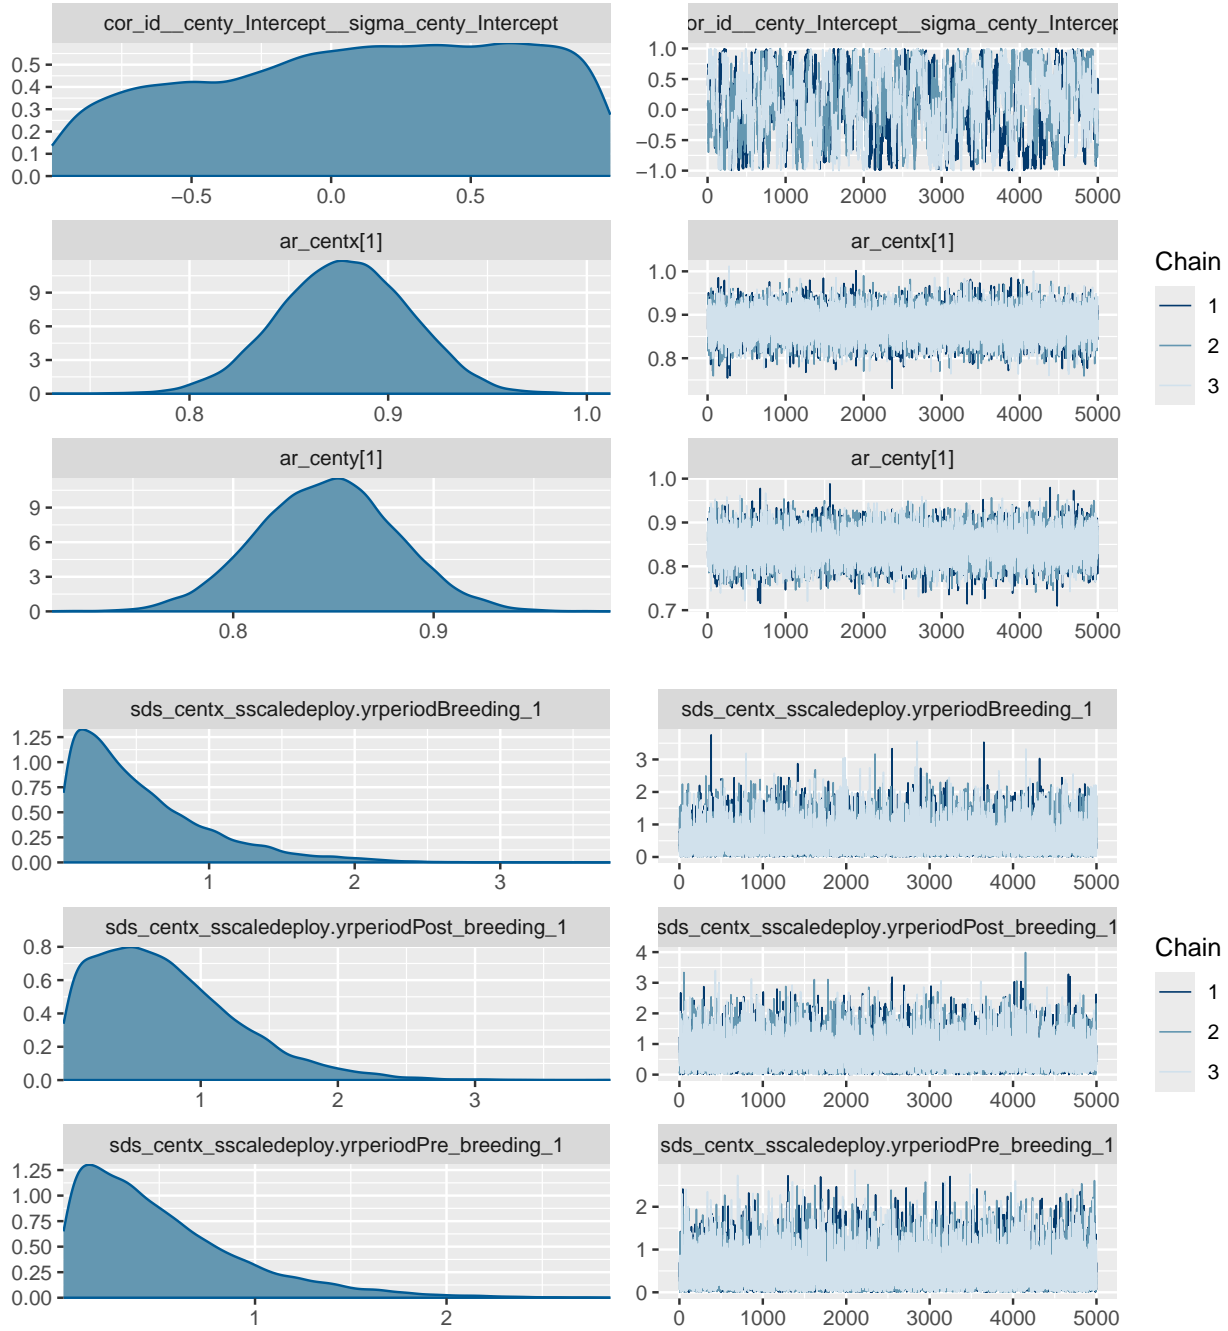 cor_id__centy_Intercept__sigma_centy_Intercept
or_id__centy_Intercept__sigma_centy_Intercep
0.5
0.4
0.3
0.2
0.1
0.0
−0.5 0.0 0.5
1.0
0.5
0.0
−0.5
−1.0
0 1000 2000 3000 4000 5000
ar_centx[1]
ar_centx[1]
9
6
3
0
0.8 0.9 1.0
1.0
0.9
0.8
0 1000 2000 3000 4000 5000
Chain
1
2
3
ar_centy[1]
ar_centy[1]
9
6
3
0
0.8 0.9
1.0
0.9
0.8
0.7
0 1000 2000 3000 4000 5000
sds_centx_sscaledeploy.yrperiodBreeding_1
sds_centx_sscaledeploy.yrperiodBreeding_1
1.25
1.00
0.75
0.50
0.25
0.00
1 2 3
3
2
1
0
0 1000 2000 3000 4000 5000
sds_centx_sscaledeploy.yrperiodPost_breeding_1
sds_centx_sscaledeploy.yrperiodPost_breeding_1
0.8
0.6
0.4
0.2
0.0
1 2 3
4
3
2
1
0
0 1000 2000 3000 4000 5000
Chain
1
2
3
sds_centx_sscaledeploy.yrperiodPre_breeding_1
sds_centx_sscaledeploy.yrperiodPre_breeding_1
1.25
1.00
0.75
0.50
0.25
0.00
1 2
2
1
0
0 1000 2000 3000 4000 5000